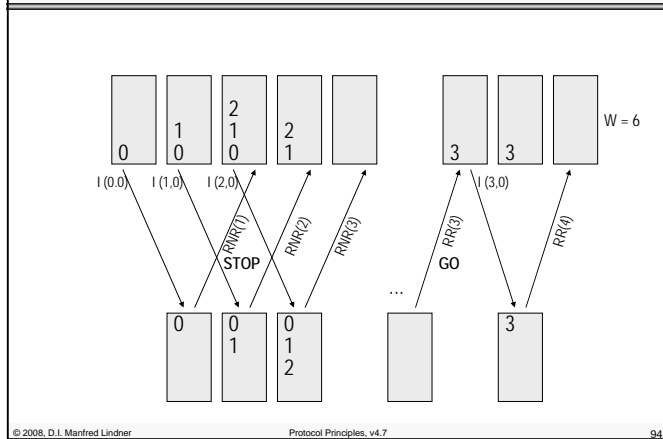 2
1 1 2
0 0 0 1 3 3 W = 6
I (0.0) I (1,0) I (2,0) I (3,0)
RNR(1) RNR(2) RNR(3) RR(3) RR(4)
STOP GO
...
0 0 0 3
1 1
2
© 2008, D.I. Manfred Lindner Protocol Principles, v4.7 94